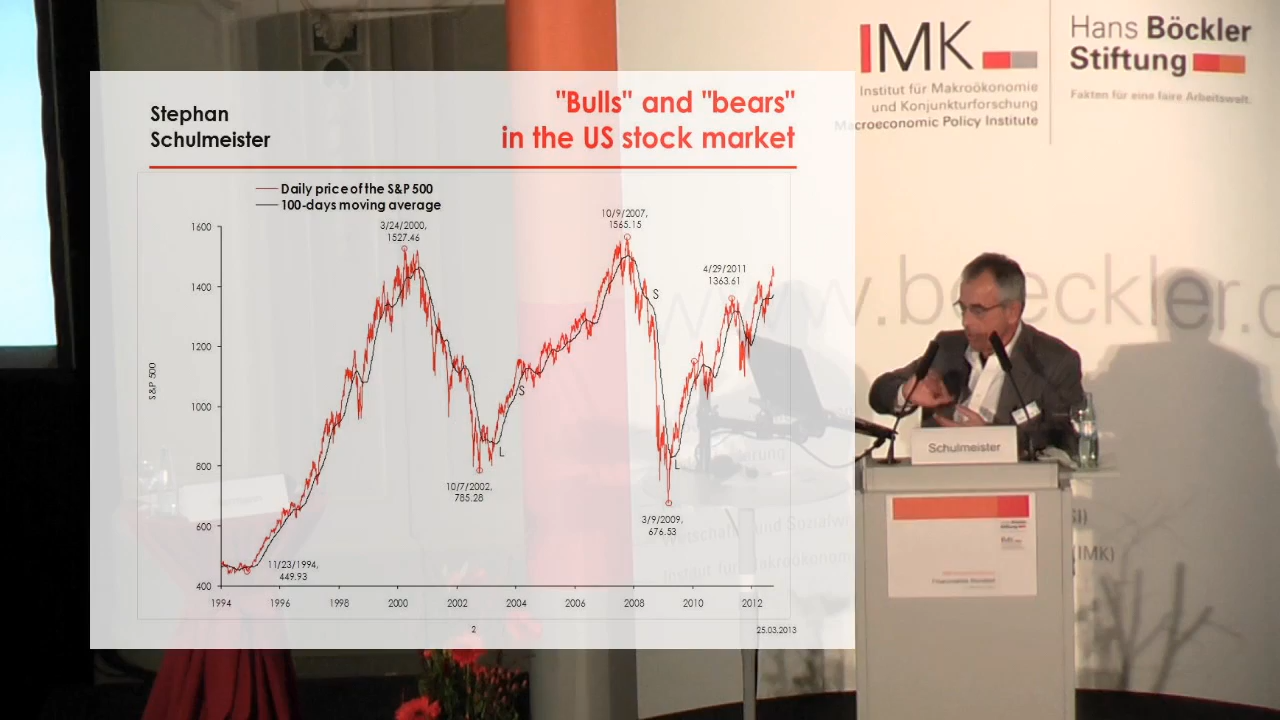 IMK
Institut für Makroökonomie
und Konjunkturforschung
Macroeconomic Policy Institute
Hans Böckler
Stiftung
Fakten für eine faire Arbeitswelt.
Stephan
Schulmeister
"Bulls" and "bears"
in the US stock market
Daily price of the S&P 500
100-days moving average
S&P 500
1600
1400
1200
1000
800
600
400
1994
1996
1998
2000
2002
2004
2006
2008
2010
2012
11/23/1994,
449.93
3/24/2000,
1527.46
10/7/2002,
785.28
L
S
10/9/2007,
1565.15
S
3/9/2009,
676.53
L
4/29/2011
1363.61
2
25.03.2013
Schulmeister
(IMK)